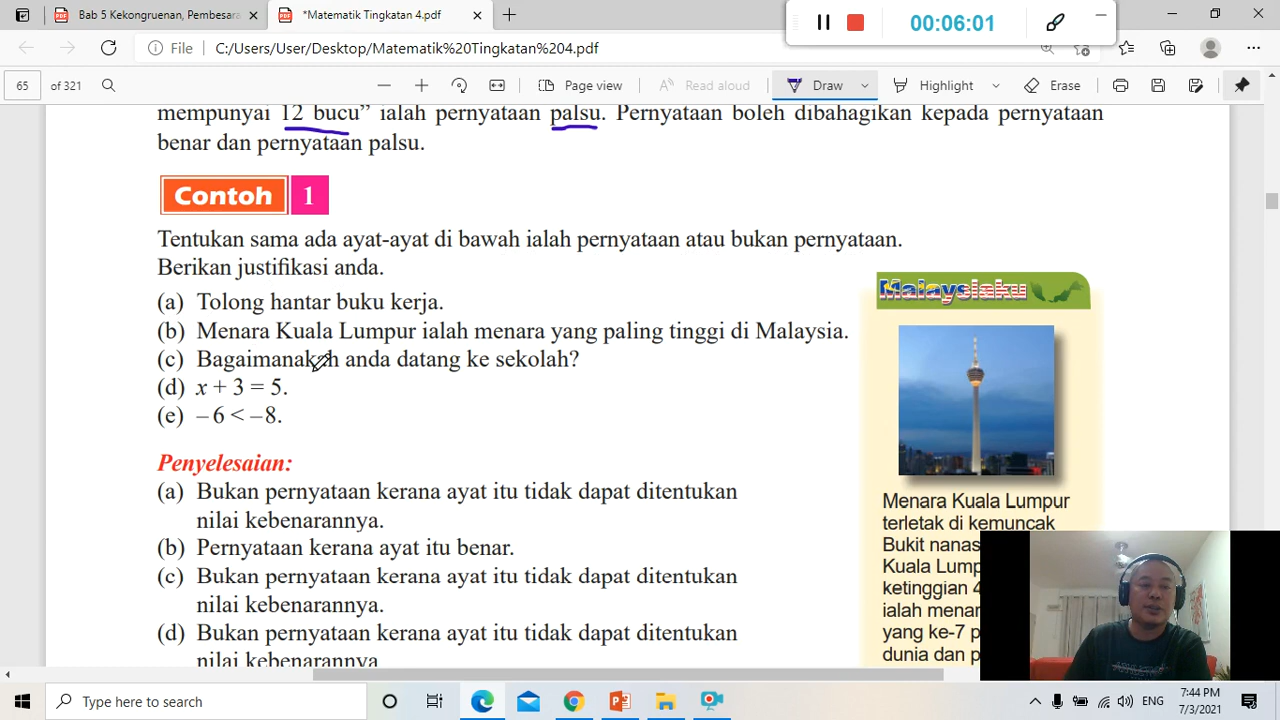 Bab 5 Kekongruenan, Pembesara
*Matematik Tingkatan 4.pdf
00:06:01
File
C:/Users/User/Desktop/Matematik%20Tingkatan%204.pdf
65 of 321
Page view
Read aloud
Draw
Highlight
Erase
mempunyai 12 bucu” ialah pernyataan palsu. Pernyataan boleh dibahagikan kepada pernyataan
benar dan pernyataan palsu.
Contoh 1
Tentukan sama ada ayat-ayat di bawah ialah pernyataan atau bukan pernyataan.
Berikan justifikasi anda.
(a) Tolong hantar buku kerja.
(b) Menara Kuala Lumpur ialah menara yang paling tinggi di Malaysia.
(c) Bagaimanakah anda datang ke sekolah?
(d) x + 3 = 5.
(e) –6 < –8.
Penyelesaian:
(a) Bukan pernyataan kerana ayat itu tidak dapat ditentukan
nilai kebenarannya.
(b) Pernyataan kerana ayat itu benar.
(c) Bukan pernyataan kerana ayat itu tidak dapat ditentukan
nilai kebenarannya.
(d) Bukan pernyataan kerana ayat itu tidak dapat ditentukan
nilai kebenarannya
Malaysiaku
Menara Kuala Lumpur
terletak di kemuncak
Bukit nanas
Kuala Lump
ketinggian 4
ialah menar
yang ke-7 p
dunia dan p
Type here to search
ENG
7:44 PM
7/3/2021